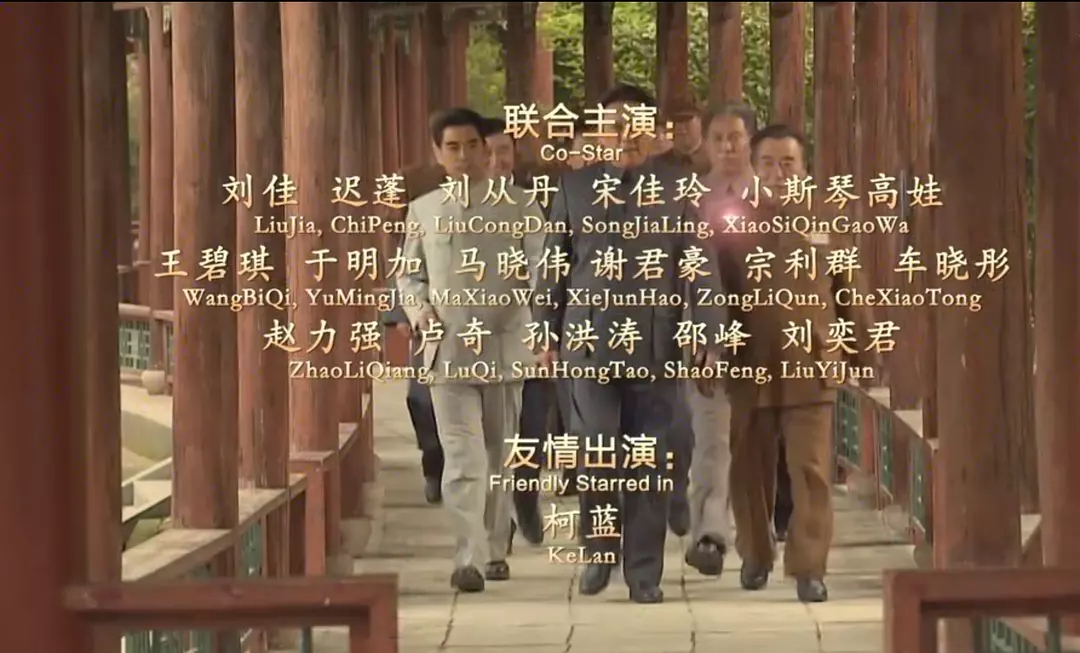 联合主演：
Co-Star
刘佳 迟蓬 刘从丹 宋佳玲 小斯琴高娃
LiuJia, ChiPeng, LiuCongDan, SongJiaLing, XiaoSiQinGaoWa
王碧琪 于明加 马晓伟 谢君豪 宗利群 车晓彤
WangBiQi, YuMingJia, MaXiaoWei, XieJunHao, ZongLiQun, CheXiaoTong
赵力强 卢奇 孙洪涛 邵峰 刘奕君
ZhaoLiQiang, LuQi, SunHongTao, ShaoFeng, LiuYiJun
友情出演：
Friendly Starred in
柯蓝
KeLan